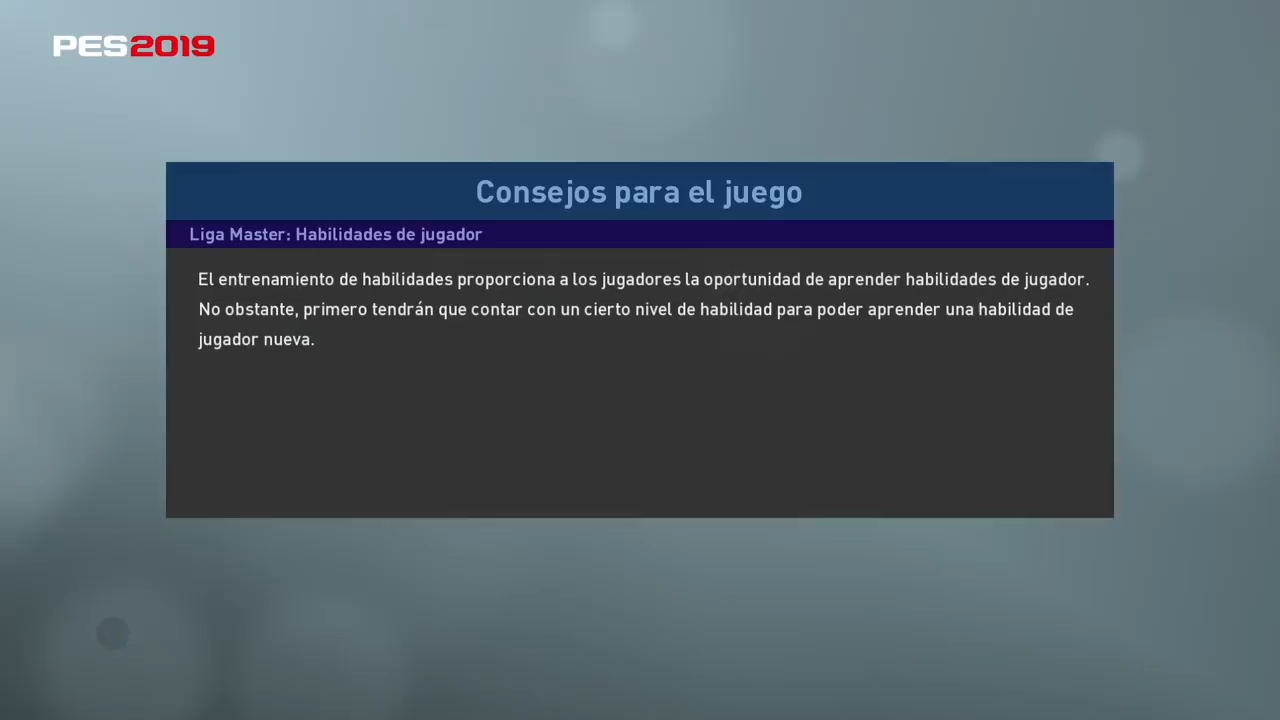 PES2019
Consejos para el juego
Liga Master: Habilidades de jugador
El entrenamiento de habilidades proporciona a los jugadores la oportunidad de aprender habilidades de jugador.
No obstante, primero tendrán que contar con un cierto nivel de habilidad para poder aprender una habilidad de
jugador nueva.